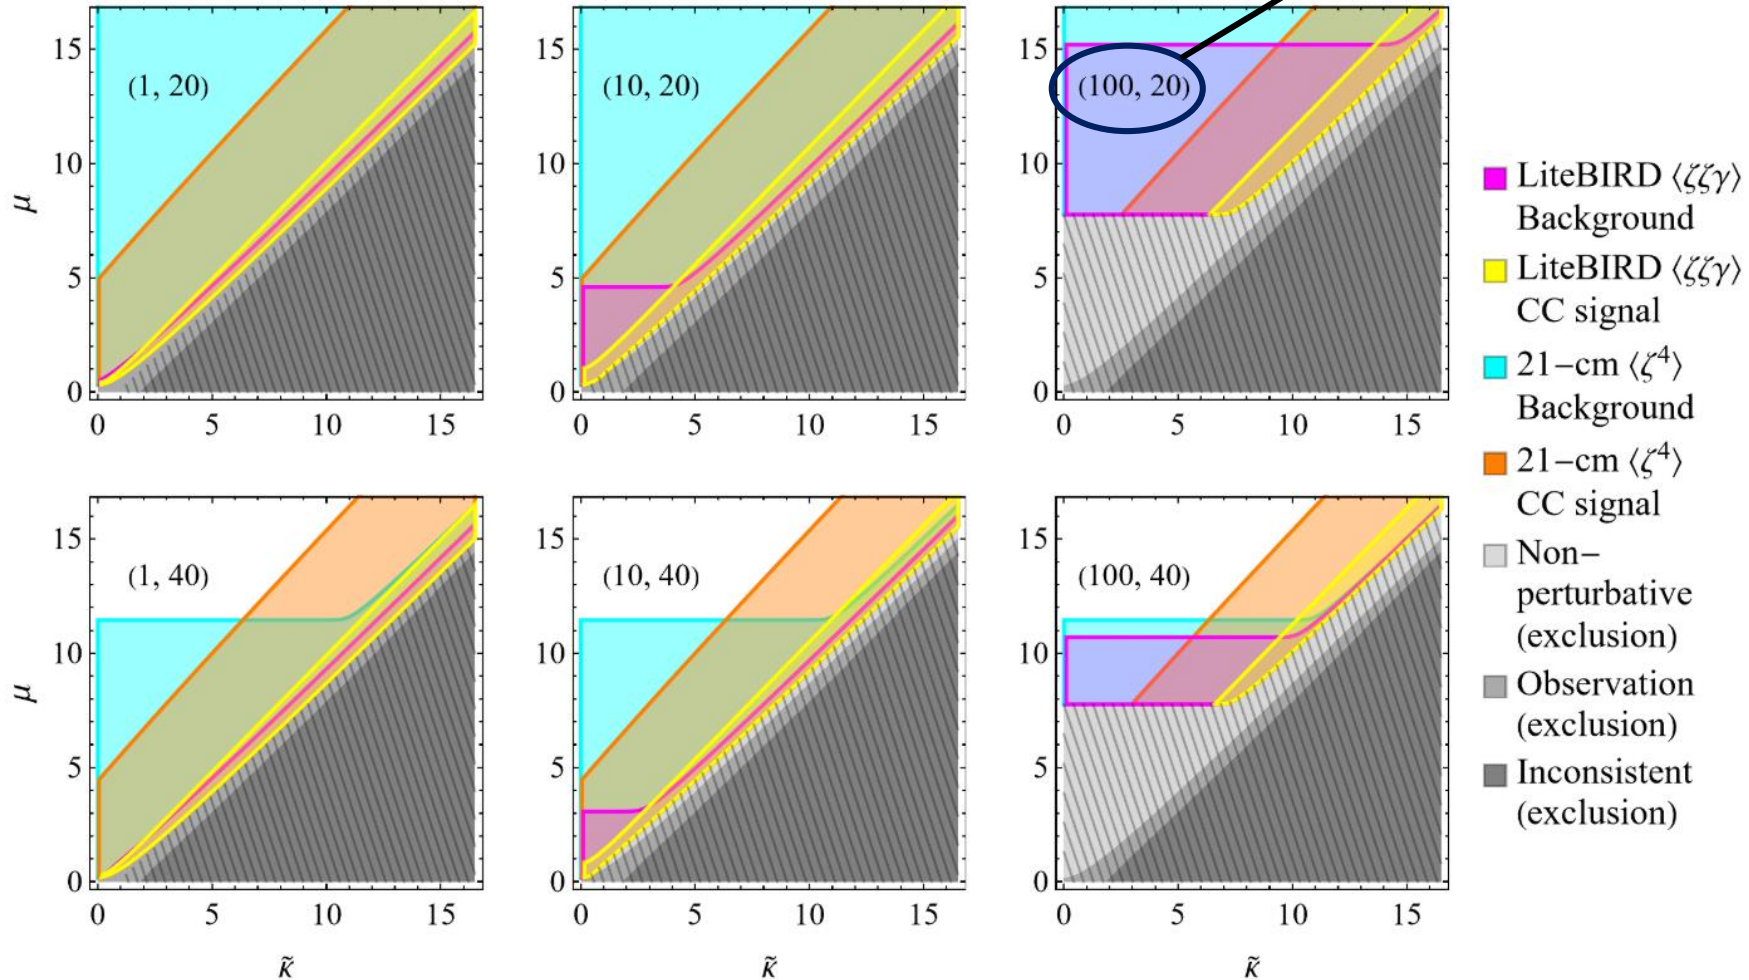 15
10
5
0
μ
(1, 20)
0 5 10 15
15
10
5
0
(10, 20)
0 5 10 15
15
10
5
0
(100, 20)
0 5 10 15
15
10
5
0
μ
(1, 40)
0 5 10 15
κ̃
15
10
5
0
(10, 40)
0 5 10 15
κ̃
15
10
5
0
(100, 40)
0 5 10 15
κ̃
LiteBIRD ⟨ζζγ⟩
Background
LiteBIRD ⟨ζζγ⟩
CC signal
21−cm ⟨ζ⁴⟩
Background
21−cm ⟨ζ⁴⟩
CC signal
Non−
perturbative
(exclusion)
Observation
(exclusion)
Inconsistent
(exclusion)